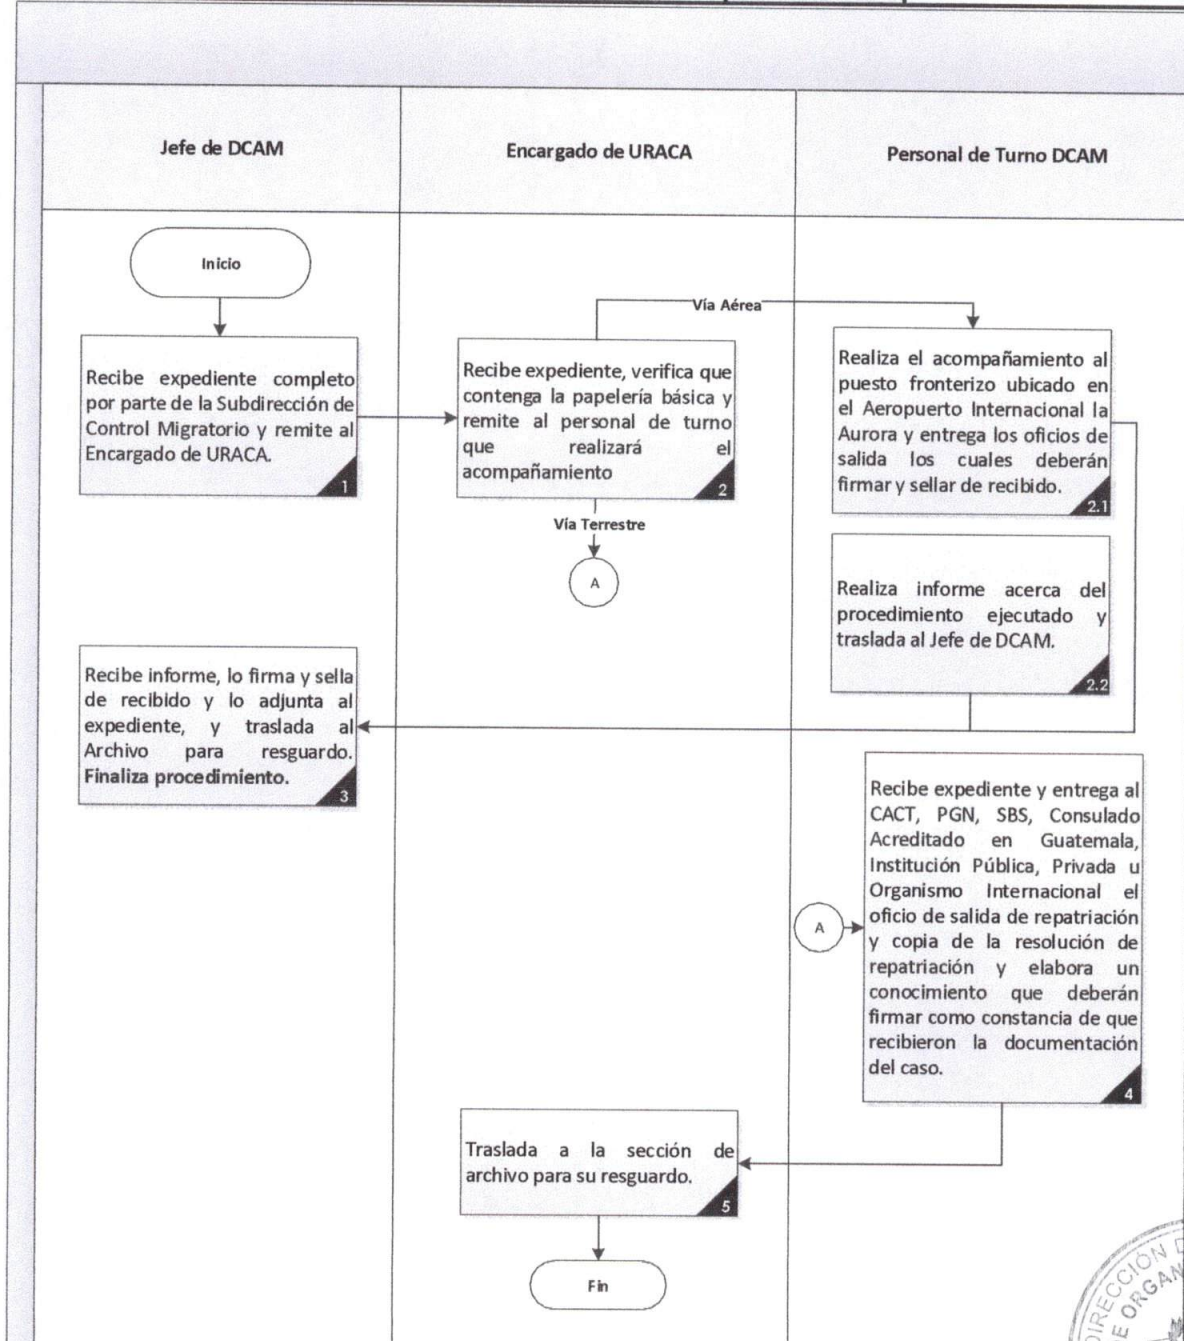 Jefe de DCAM
Encargado de URACA
Personal de Turno DCAM
Inicio
Vía Aérea
Recibe expediente completo
por parte de la Subdirección de
Control Migratorio y remite al
Encargado de URACA.
1
Recibe expediente, verifica que
contenga la papelería básica y
remite al personal de turno
que realizará el
acompañamiento
2
Realiza el acompañamiento al
puesto fronterizo ubicado en
el Aeropuerto Internacional la
Aurora y entrega los oficios de
salida los cuales deberán
firmar y sellar de recibido.
2.1
Vía Terrestre
A
Realiza informe acerca del
procedimiento ejecutado y
traslada al Jefe de DCAM.
2.2
Recibe informe, lo firma y sella
de recibido y lo adjunta al
expediente, y traslada al
Archivo para resguardo.
Finaliza procedimiento.
3
A
Recibe expediente y entrega al
CACT, PGN, SBS, Consulado
Acreditado en Guatemala,
Institución Pública, Privada u
Organismo Internacional el
oficio de salida de repatriación
y copia de la resolución de
repatriación y elabora un
conocimiento que deberán
firmar como constancia de que
recibieron la documentación
del caso.
4
Traslada a la sección de
archivo para su resguardo.
5
Fin